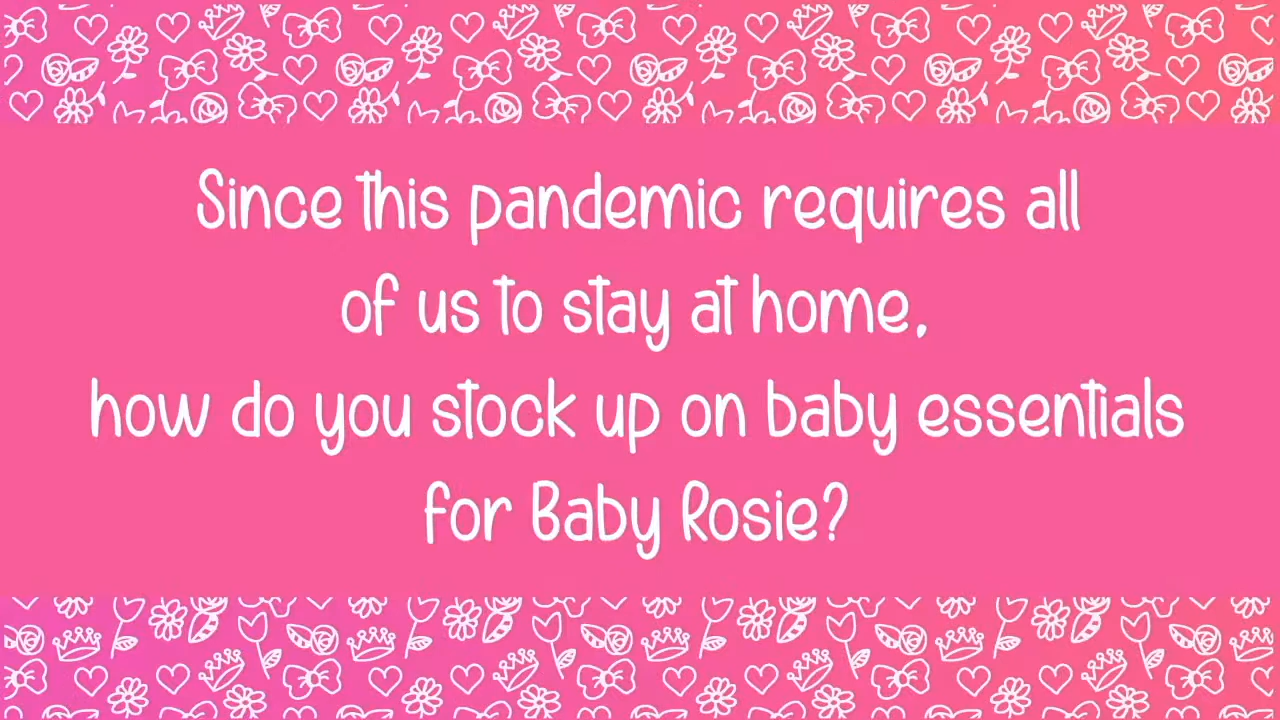 Since this pandemic requires all
of us to stay at home,
how do you stock up on baby essentials
for Baby Rosie?